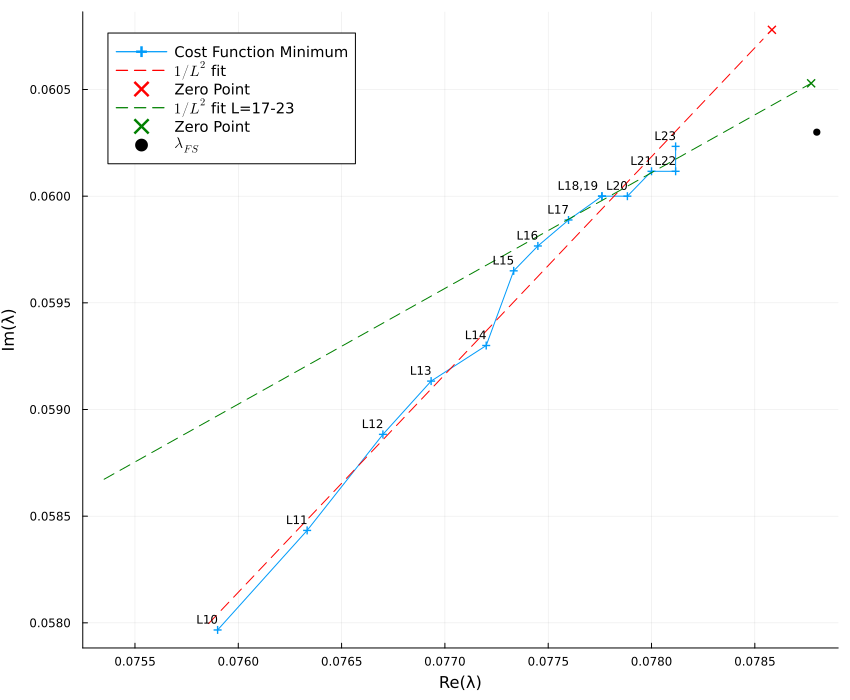 Cost Function Minimum
1/L² fit
Zero Point
1/L² fit L=17-23
Zero Point
λ_FS
0.0605
0.0600
0.0595
0.0590
0.0585
0.0580
Im(λ)
L23
L21 L22
L18,19 L20
L17
L16
L15
L14
L13
L12
L11
L10
0.0755 0.0760 0.0765 0.0770 0.0775 0.0780 0.0785
Re(λ)